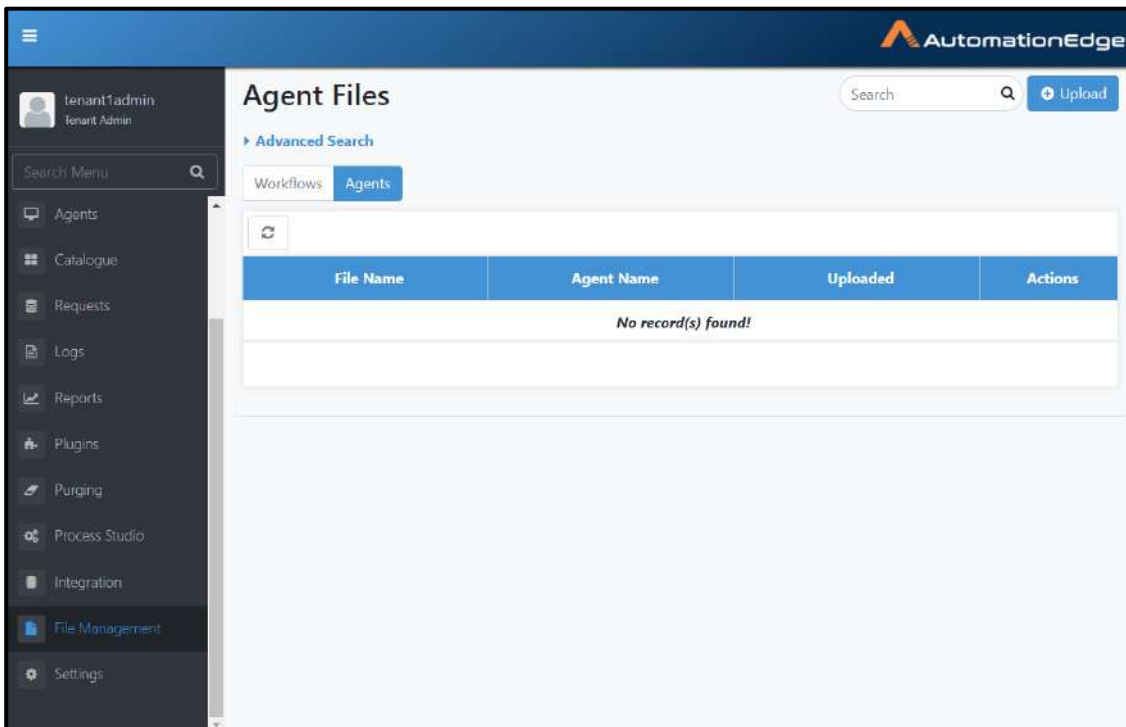 AutomationEdge
tenant1admin
Tenant Admin
Search Menu
Agents
Catalogue
Requests
Logs
Reports
Plugins
Purging
Process Studio
Integration
File Management
Settings
Agent Files
Search
Upload
Advanced Search
Workflows Agents
File Name Agent Name Uploaded Actions
No record(s) found!